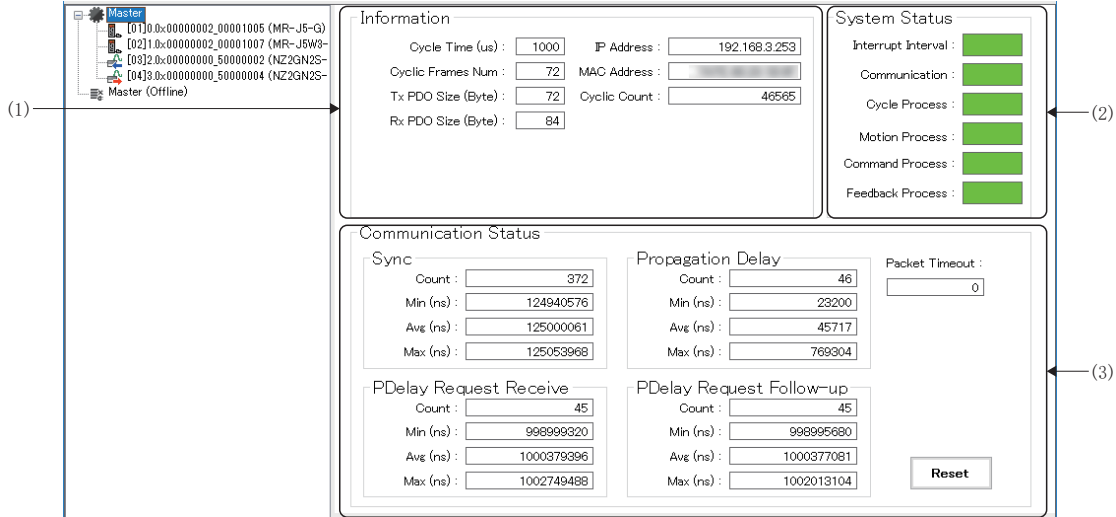 Master
[01]0.0x00000002_00001005 (MR-J5-G)
[02]1.0x00000002_00001007 (MR-J5W3-
[03]2.0x00000000_50000002 (NZ2GN2S-
[04]3.0x00000000_50000004 (NZ2GN2S-
Master (Offline)
(1)
Information
Cycle Time (us) : 1000
IP Address : 192.168.3.253
Cyclic Frames Num : 72
MAC Address :
Tx PDO Size (Byte) : 72
Cyclic Count : 46565
Rx PDO Size (Byte) : 84
System Status
Interrupt Interval :
Communication :
Cycle Process :
Motion Process :
Command Process :
Feedback Process :
(2)
Communication Status
Sync
Count : 372
Min (ns) : 124940576
Avg (ns) : 125000061
Max (ns) : 125053968
Propagation Delay
Count : 46
Min (ns) : 23200
Avg (ns) : 45717
Max (ns) : 769304
Packet Timeout :
0
PDelay Request Receive
Count : 45
Min (ns) : 998999320
Avg (ns) : 1000379396
Max (ns) : 1002749488
PDelay Request Follow-up
Count : 45
Min (ns) : 998995680
Avg (ns) : 1000377081
Max (ns) : 1002013104
Reset
(3)